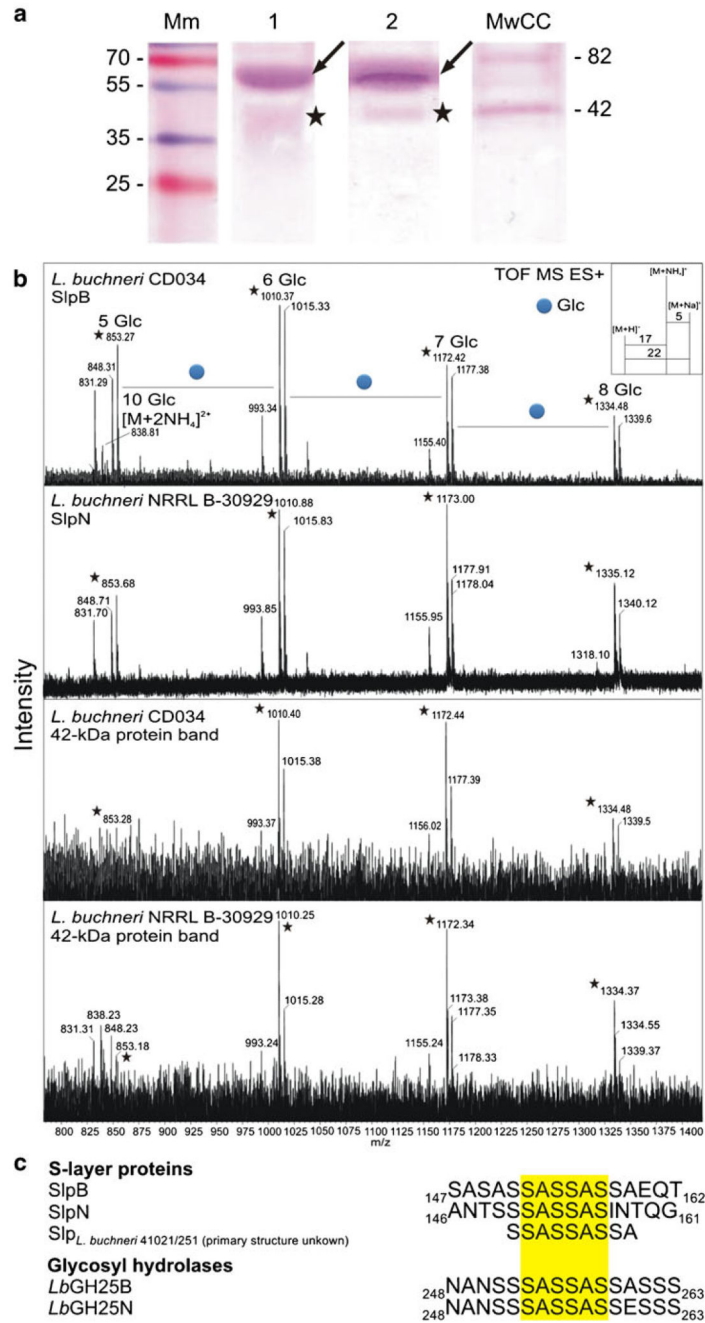 a
Mm 1 2 MwCC
70 -
55 -
35 -
25 -
- 82
- 42
b
L. buchneri CD034
SlpB
5 Glc
★ 853.27
848.31
831.29
10 Glc
[M+2NH₄]²⁺
838.81
6 Glc
★ 1010.37
1015.33
993.34
7 Glc
★ 1172.42
1177.38
1155.40
8 Glc
★ 1334.48
1339.6
TOF MS ES+
Glc
[M+NH₄]⁺
[M+Na]⁺
5
[M+H]⁺
17
22
L. buchneri NRRL B-30929
SlpN
★ 853.68
848.71
831.70
★ 1010.88
1015.83
993.85
★ 1173.00
1177.91
1178.04
1155.95
★ 1335.12
1340.12
1318.10
L. buchneri CD034
42-kDa protein band
★ 853.28
★ 1010.40
1015.38
993.37
★ 1172.44
1177.39
1156.02
★ 1334.48
1339.5
L. buchneri NRRL B-30929
42-kDa protein band
838.23
831.31
848.23
853.18 ★
1010.25 ★
1015.28
993.24
★ 1172.34
1173.38
1177.35
1155.24
1178.33
★ 1334.37
1334.55
1339.37
Intensity
800 825 850 875 900 925 950 975 1000 1025 1050 1075 1100 1125 1150 1175 1200 1225 1250 1275 1300 1325 1350 1375 1400
m/z
c
S-layer proteins
SlpB 147SASASSASSASSAEQT162
SlpN 146ANTSSSASSASINTQG161
Slp L. buchneri 41021/251 (primary structure unkown) SSASSASSA
Glycosyl hydrolases
LbGH25B 248NANSSSASSASSASSS263
LbGH25N 248NANSSSASSASSESSS263